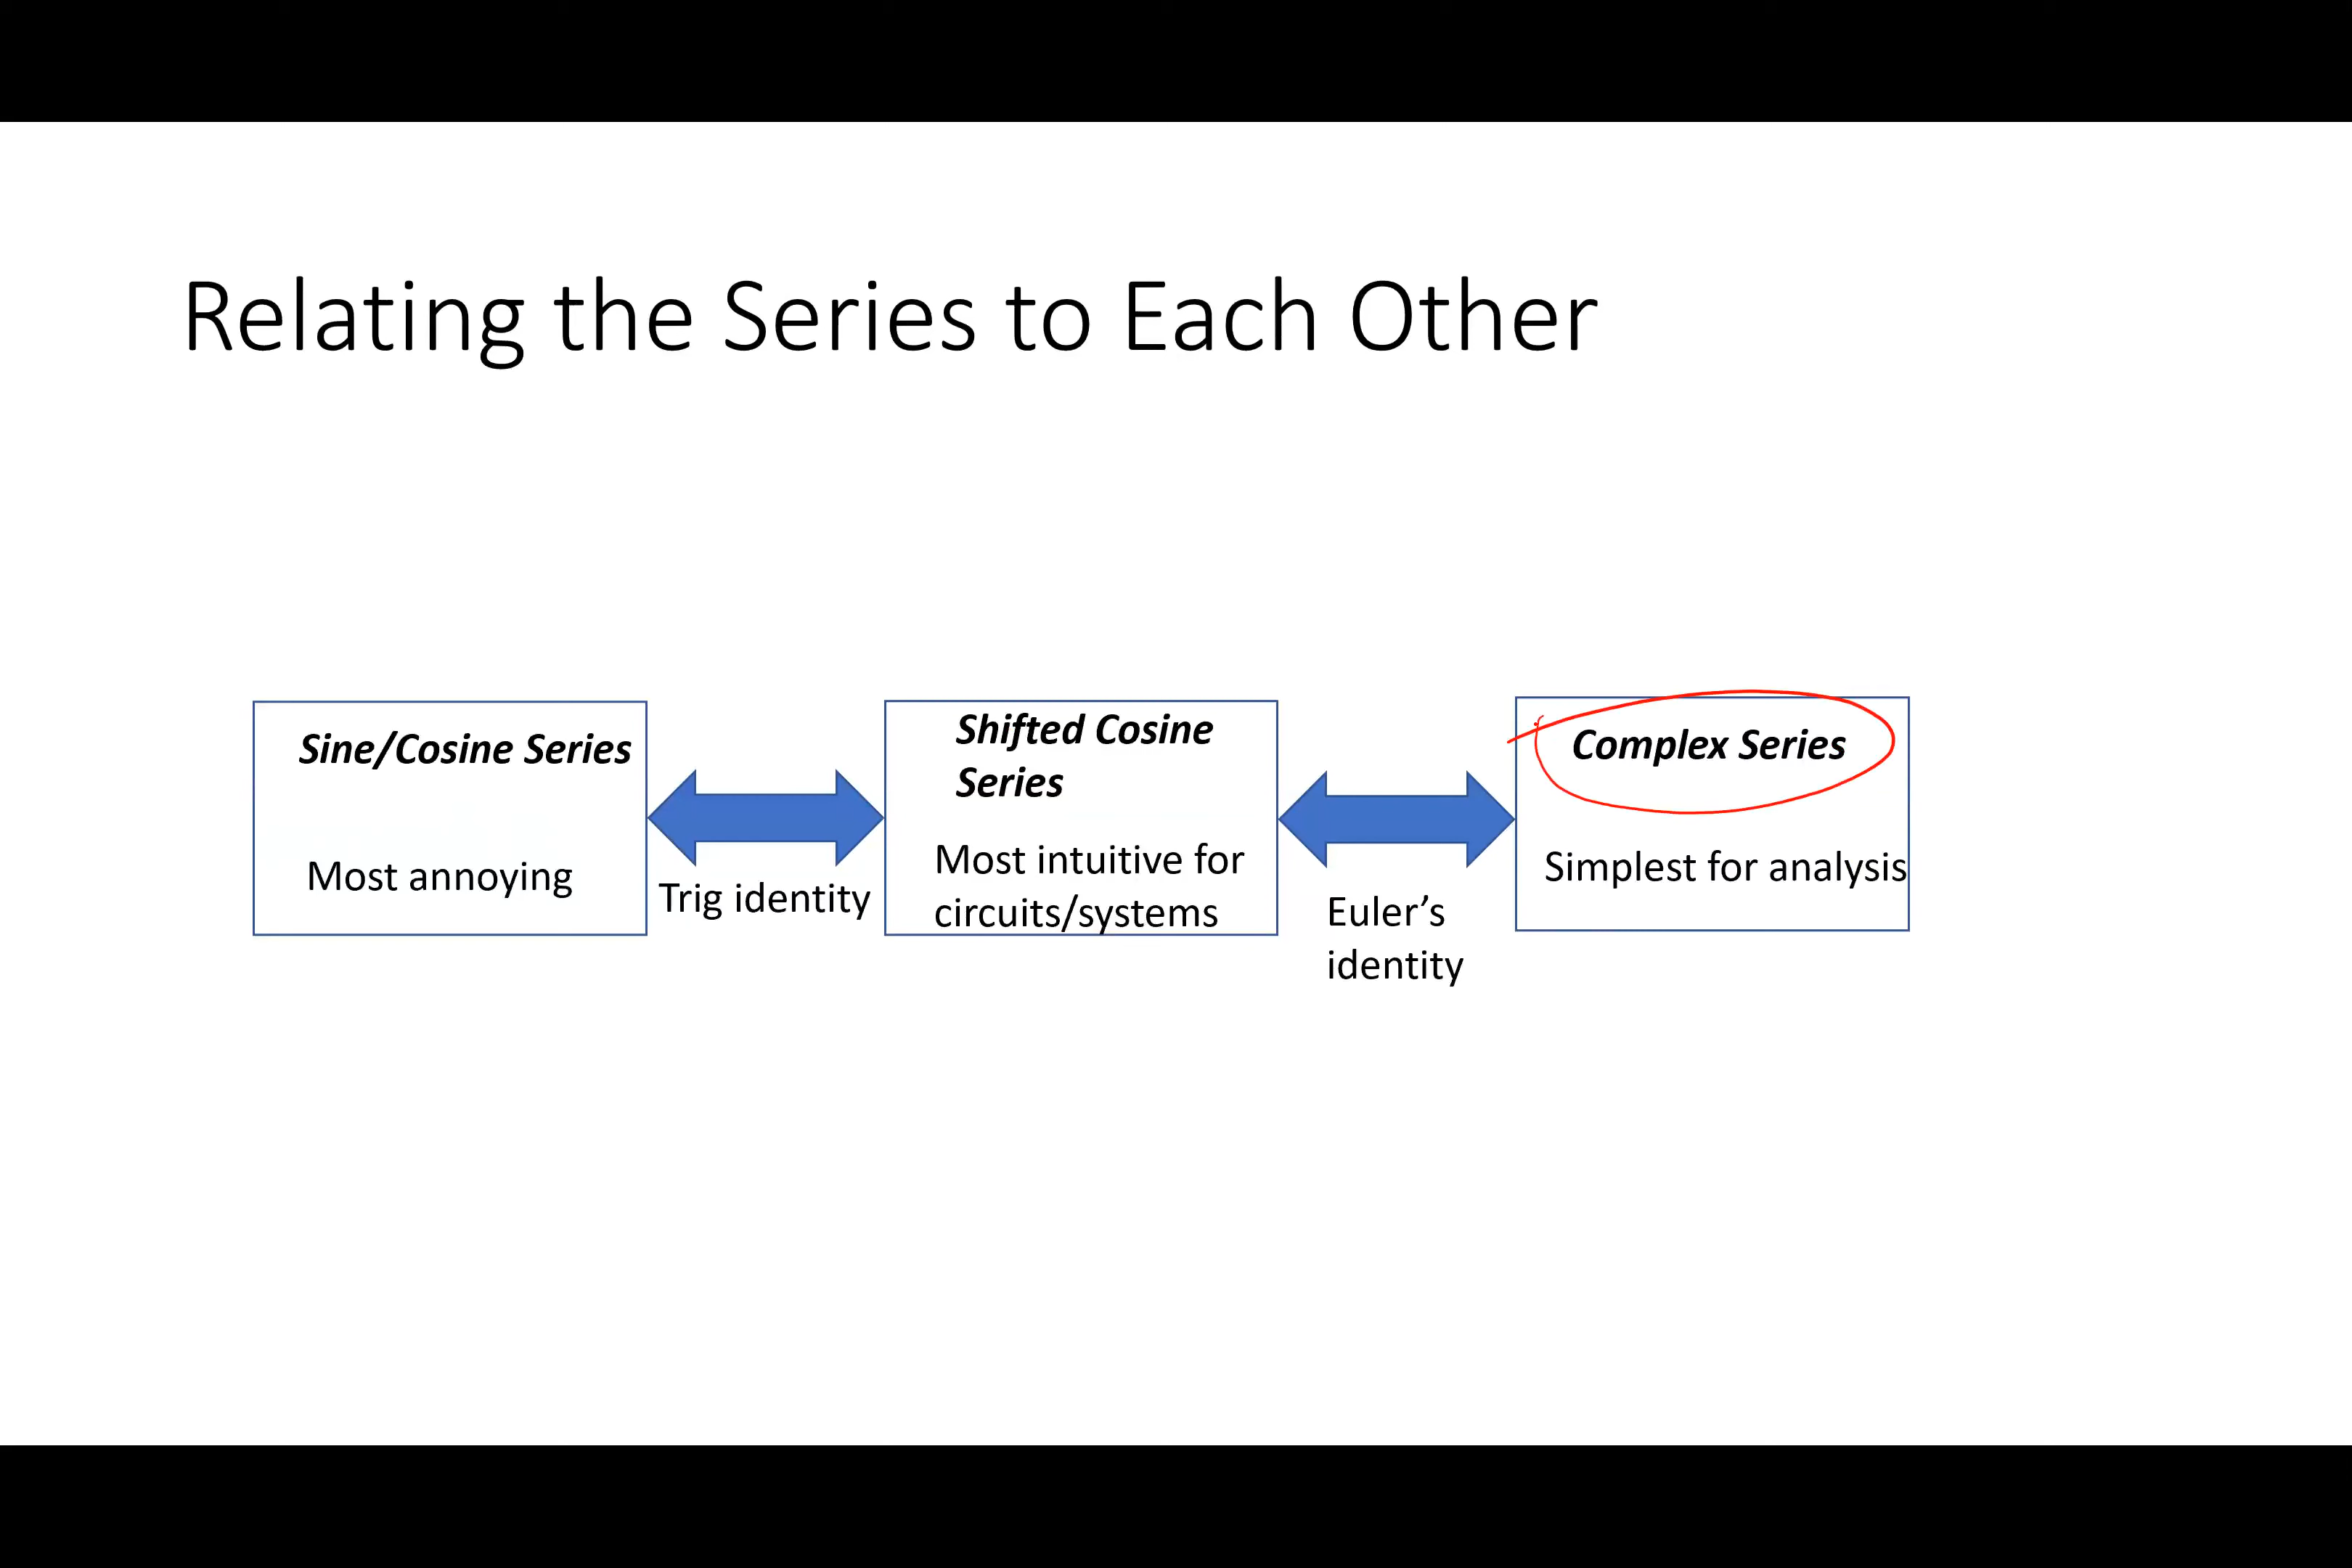 Relating the Series to Each Other
Sine/Cosine Series
Most annoying
Trig identity
Shifted Cosine
Series
Most intuitive for
circuits/systems
Euler’s
identity
Complex Series
Simplest for analysis